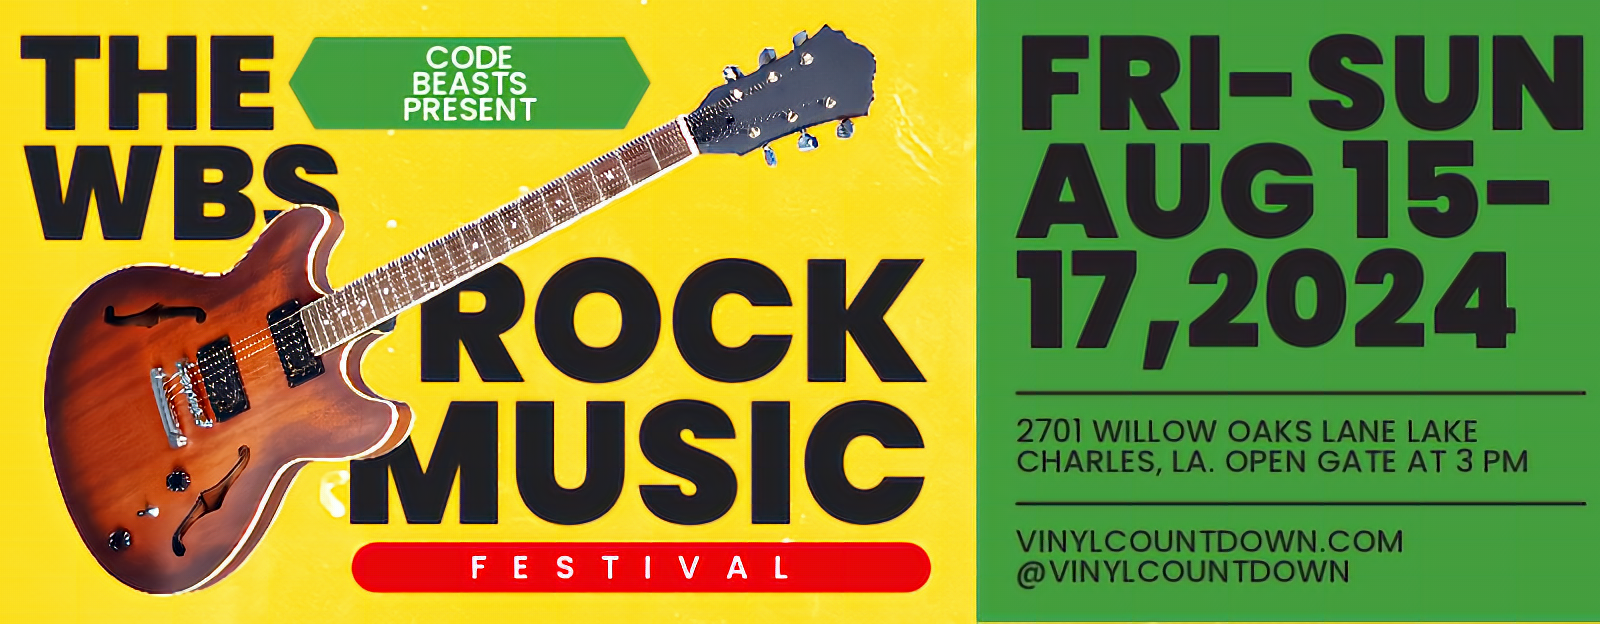 THE
WBS
CODE
BEASTS
PRESENT
ROCK
MUSIC
FESTIVAL
FRI-SUN
AUG 15-
17,2024
2701 WILLOW OAKS LANE LAKE
CHARLES, LA. OPEN GATE AT 3 PM
VINYLCOUNTDOWN.COM
@VINYLCOUNTDOWN